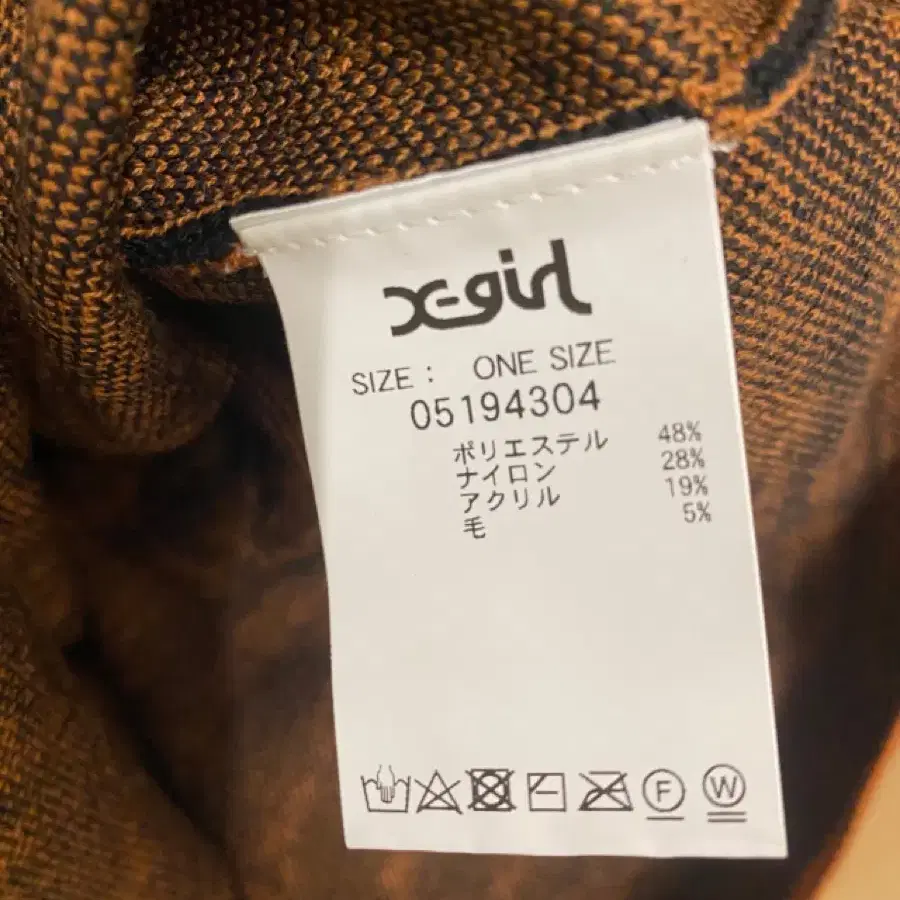 X-girl
SIZE : ONE SIZE
05194304
ポリエステル 48%
ナイロン 28%
アクリル 19%
毛 5%
F W